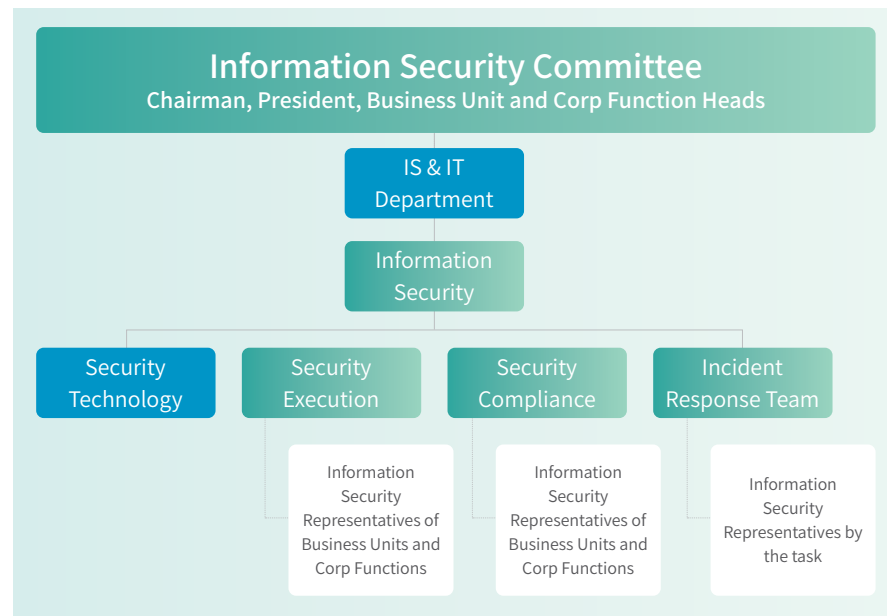 Information Security Committee
Chairman, President, Business Unit and Corp Function Heads
IS & IT
Department
Information
Security
Security
Technology
Security
Execution
Security
Compliance
Incident
Response Team
Information
Security
Representatives of
Business Units and
Corp Functions
Information
Security
Representatives of
Business Units and
Corp Functions
Information
Security
Representatives by
the task